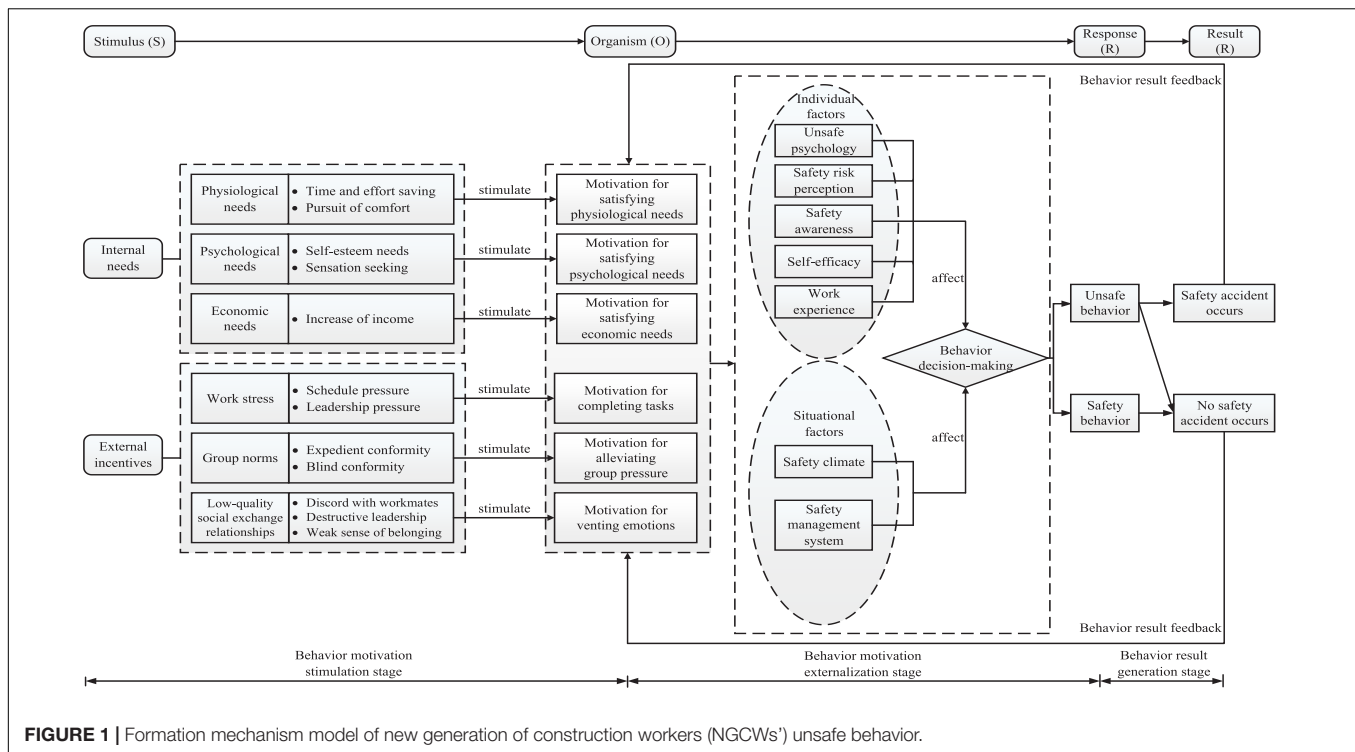 Stimulus (S)
Organism (O)
Response
(R)
Result
(R)
Behavior result feedback
Internal
needs
Physiological
needs
• Time and effort saving
• Pursuit of comfort
stimulate
Motivation for
satisfying
physiological needs
Psychological
needs
• Self-esteem needs
• Sensation seeking
stimulate
Motivation for
satisfying
psychological needs
Economic
needs
• Increase of income
stimulate
Motivation for
satisfying
economic needs
External
incentives
Work stress
• Schedule pressure
• Leadership pressure
stimulate
Motivation for
completing tasks
Group norms
• Expedient conformity
• Blind conformity
stimulate
Motivation for
alleviating
group pressure
Low-quality
social exchange
relationships
• Discord with workmates
• Destructive leadership
• Weak sense of belonging
stimulate
Motivation for
venting emotions
Individual
factors
Unsafe
psychology
Safety risk
perception
Safety
awareness
Self-efficacy
Work
experience
affect
Behavior
decision-making
Situational
factors
Safety climate
Safety
management
system
affect
Unsafe
behavior
Safety accident
occurs
Safety
behavior
No safety
accident occurs
Behavior result feedback
Behavior motivation
stimulation stage
Behavior motivation
externalization stage
Behavior result
generation stage
FIGURE 1 | Formation mechanism model of new generation of construction workers (NGCWs') unsafe behavior.